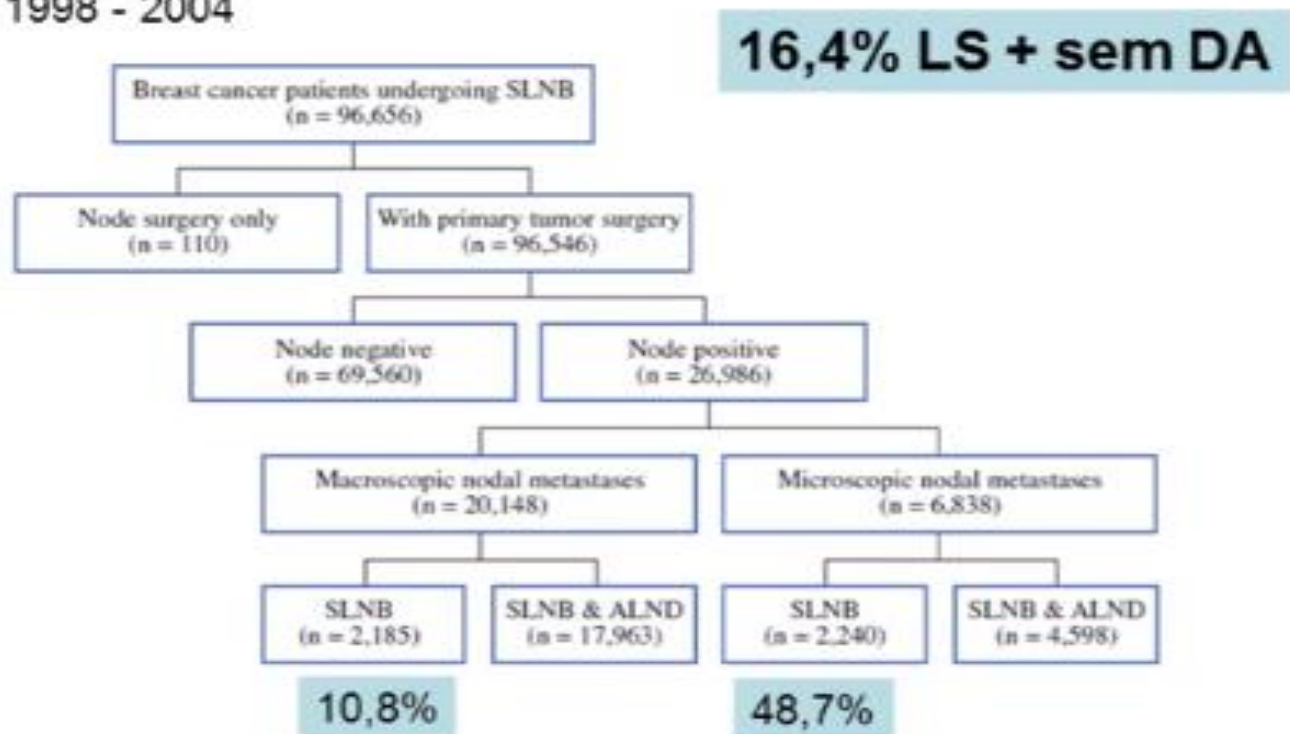 1998 - 2004
16,4% LS + sem DA
Breast cancer patients undergoing SLNB
(n = 96,656)
Node surgery only
(n = 110)
With primary tumor surgery
(n = 96,546)
Node negative
(n = 69,560)
Node positive
(n = 26,986)
Macroscopic nodal metastases
(n = 20,148)
Microscopic nodal metastases
(n = 6,838)
SLNB
(n = 2,185)
SLNB & ALND
(n = 17,963)
SLNB
(n = 2,240)
SLNB & ALND
(n = 4,598)
10,8%
48,7%